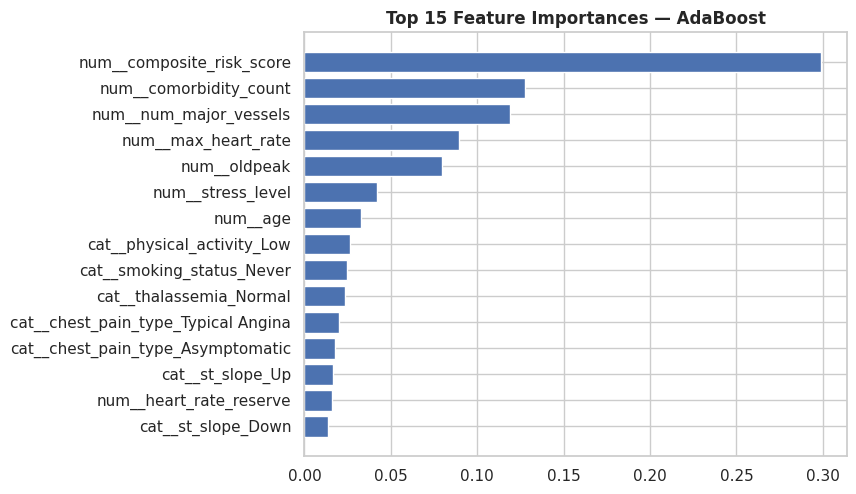 Top 15 Feature Importances — AdaBoost
num__composite_risk_score
num__comorbidity_count
num__num_major_vessels
num__max_heart_rate
num__oldpeak
num__stress_level
num__age
cat__physical_activity_Low
cat__smoking_status_Never
cat__thalassemia_Normal
cat__chest_pain_type_Typical Angina
cat__chest_pain_type_Asymptomatic
cat__st_slope_Up
num__heart_rate_reserve
cat__st_slope_Down
0.00 0.05 0.10 0.15 0.20 0.25 0.30